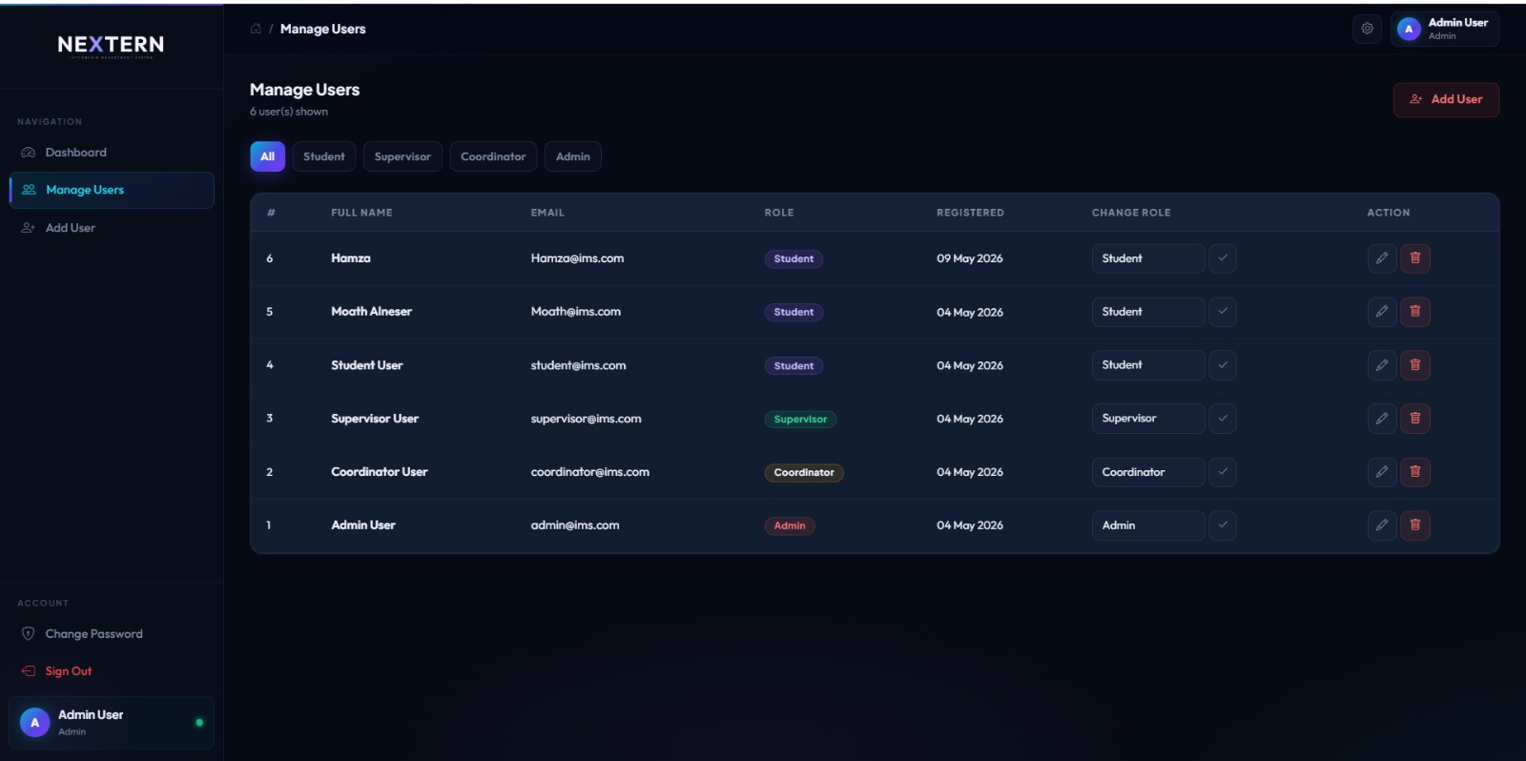 NEXTERN
INTERNSHIP MANAGEMENT SYSTEM
/ Manage Users
A Admin User
Admin
NAVIGATION
Dashboard
Manage Users
Add User
Manage Users
6 user(s) shown
Add User
All Student Supervisor Coordinator Admin
# FULL NAME EMAIL ROLE REGISTERED CHANGE ROLE ACTION
6 Hamza Hamza@ims.com Student 09 May 2026 Student
5 Moath Alneser Moath@ims.com Student 04 May 2026 Student
4 Student User student@ims.com Student 04 May 2026 Student
3 Supervisor User supervisor@ims.com Supervisor 04 May 2026 Supervisor
2 Coordinator User coordinator@ims.com Coordinator 04 May 2026 Coordinator
1 Admin User admin@ims.com Admin 04 May 2026 Admin
ACCOUNT
Change Password
Sign Out
A Admin User
Admin